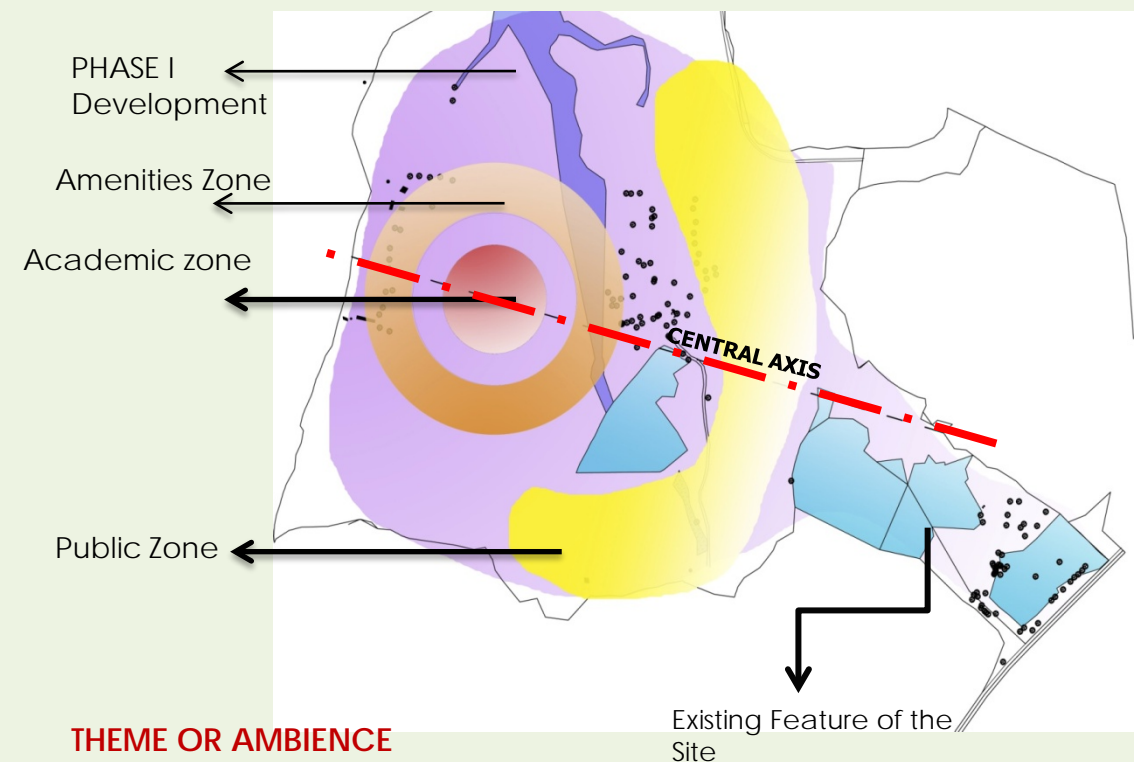 PHASE I
Development
Amenities Zone
Academic zone
CENTRAL AXIS
Public Zone
Existing Feature of the
Site
THEME OR AMBIENCE